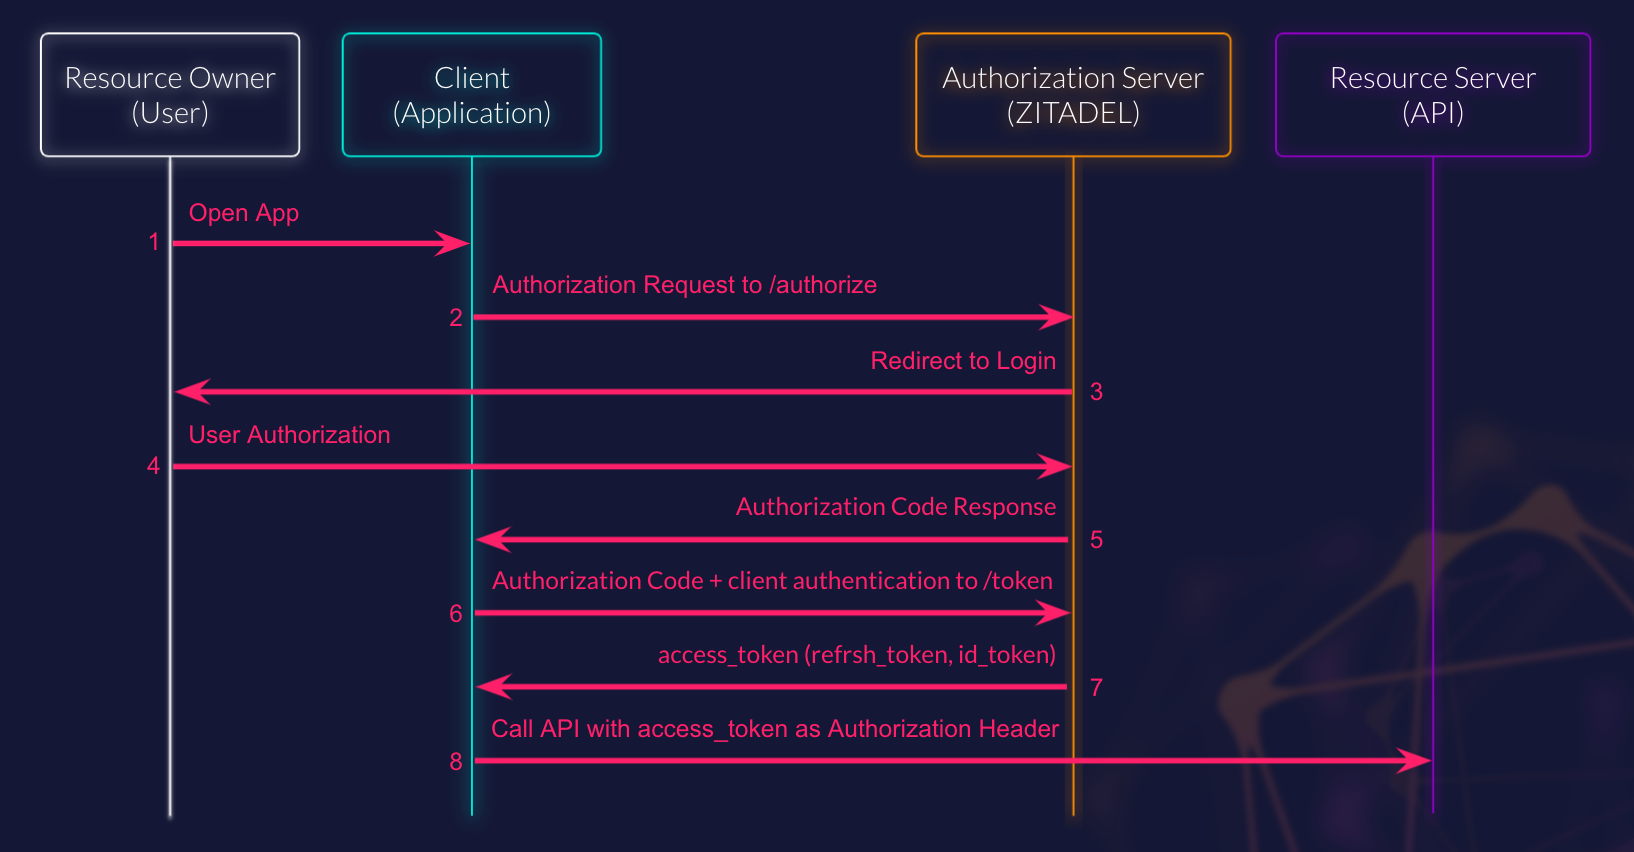 Resource Owner
(User)
Client
(Application)
Authorization Server
(ZITADEL)
Resource Server
(API)
Open App
1
Authorization Request to /authorize
2
Redirect to Login
3
User Authorization
4
Authorization Code Response
5
Authorization Code + client authentication to /token
6
access_token (refrsh_token, id_token)
7
Call API with access_token as Authorization Header
8